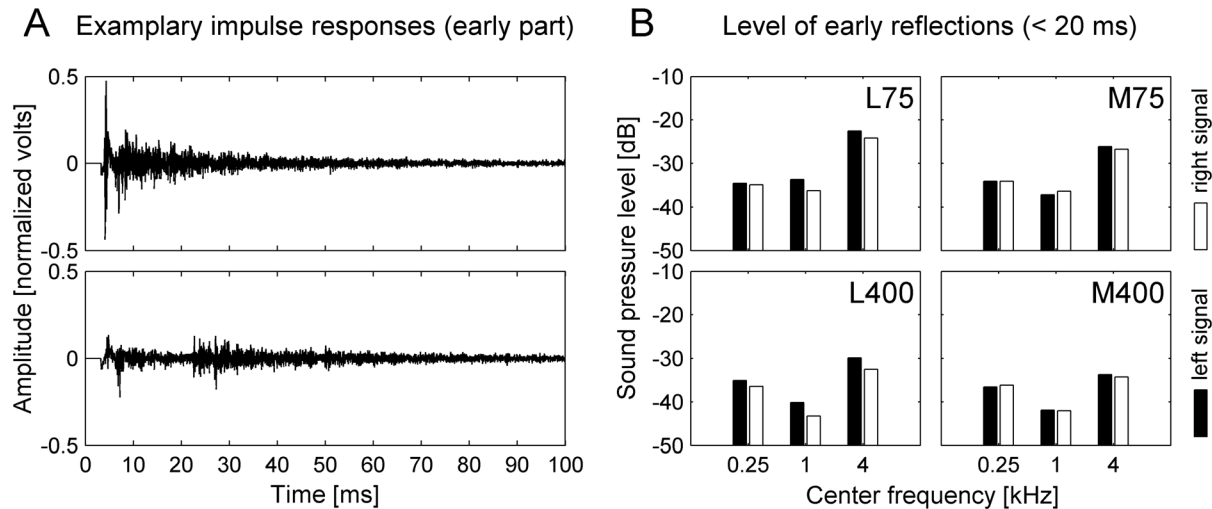 A Examplary impulse responses (early part)
0.5
0
-0.5
0.5
0
-0.5
Amplitude [normalized volts]
0 10 20 30 40 50 60 70 80 90 100
Time [ms]
B Level of early reflections (< 20 ms)
Sound pressure level [dB]
-10
-20
-30
-40
-50
L75
M75
-10
-20
-30
-40
-50
L400
M400
0.25 1 4
0.25 1 4
Center frequency [kHz]
right signal
left signal